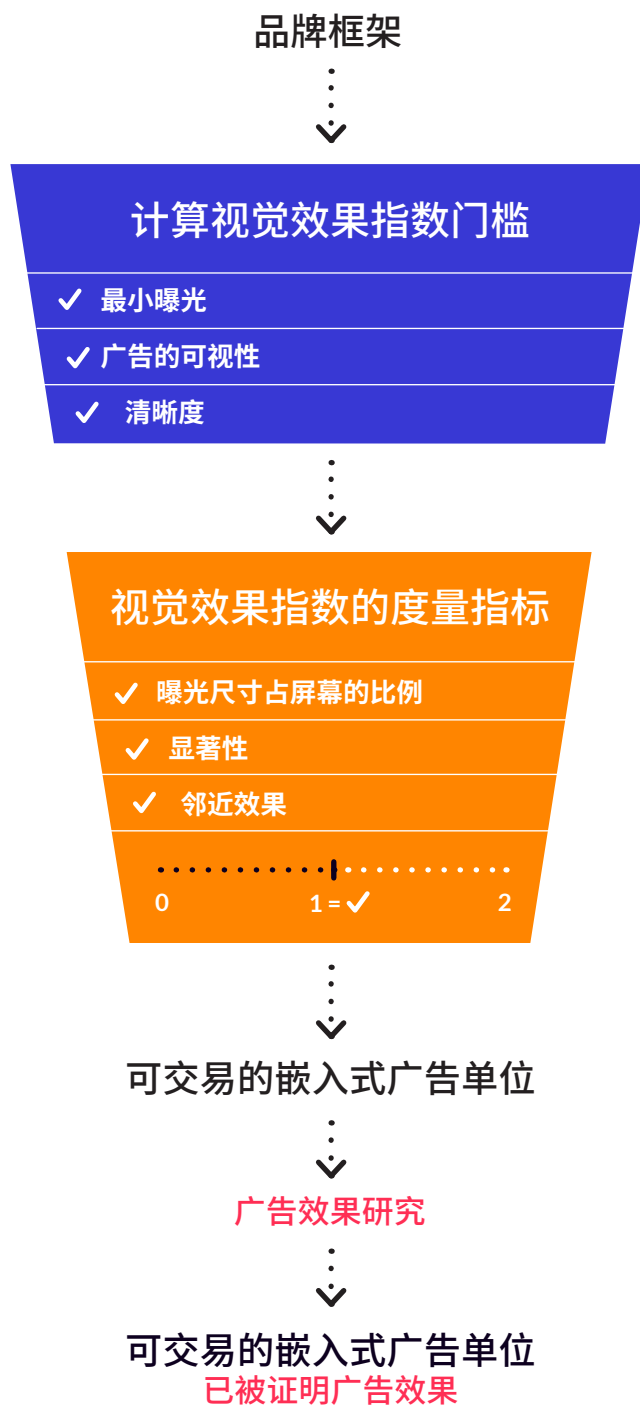 品牌框架
计算视觉效果指数门槛
✓ 最小曝光
✓ 广告的可视性
✓ 清晰度
视觉效果指数的度量指标
✓ 曝光尺寸占屏幕的比例
✓ 显著性
✓ 邻近效果
0 1 = ✓ 2
可交易的嵌入式广告单位
广告效果研究
可交易的嵌入式广告单位
已被证明广告效果